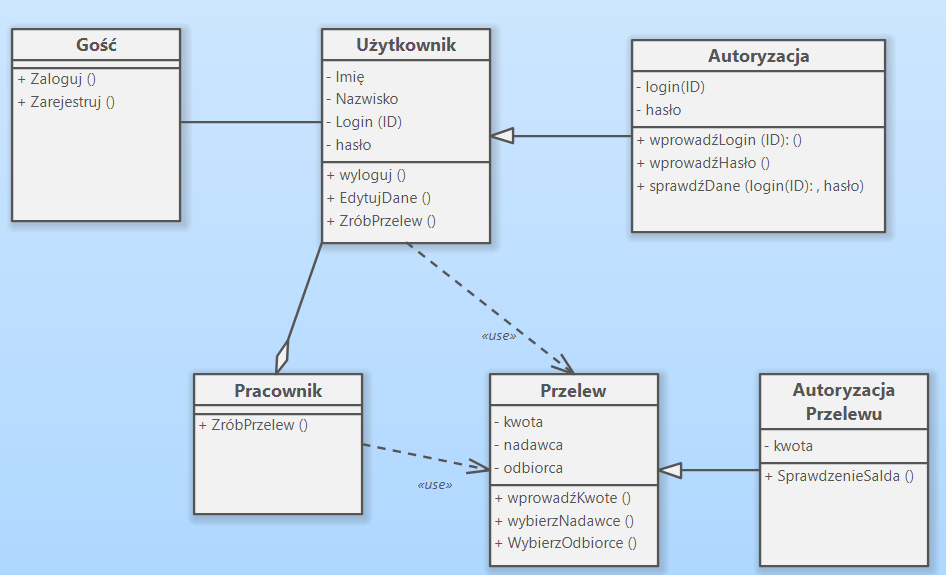 Gość
+ Zaloguj ()
+ Zarejestruj ()
Użytkownik
- Imię
- Nazwisko
- Login (ID)
- hasło
+ wyloguj ()
+ EdytujDane ()
+ ZróbPrzelew ()
Autoryzacja
- login(ID)
- hasło
+ wprowadźLogin (ID): ()
+ wprowadźHasło ()
+ sprawdźDane (login(ID): , hasło)
«use»
Pracownik
+ ZróbPrzelew ()
«use»
Przelew
- kwota
- nadawca
- odbiorca
+ wprowadźKwote ()
+ wybierzNadawce ()
+ WybierzOdbiorce ()
Autoryzacja
Przelewu
- kwota
+ SprawdzenieSalda ()